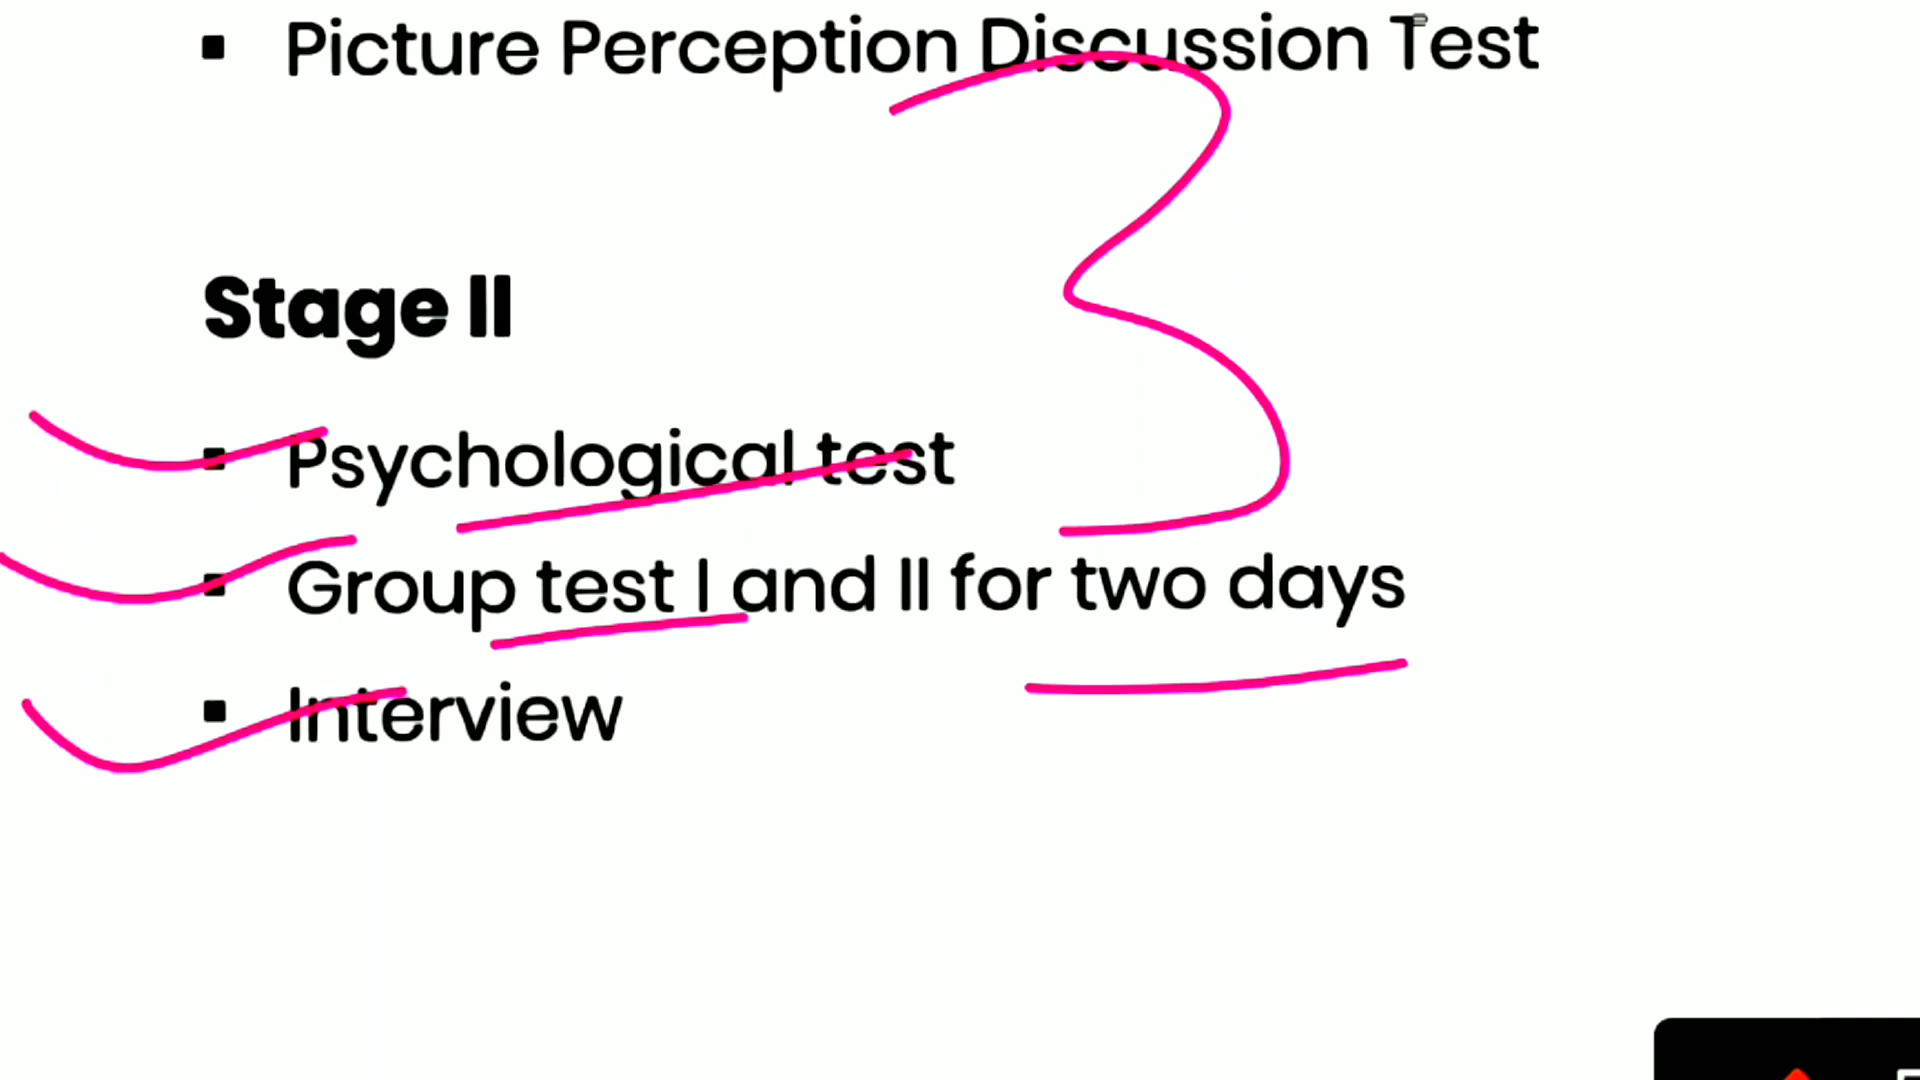 ▪ Picture Perception Discussion Test
Stage II
▪ Psychological test
▪ Group test I and II for two days
▪ Interview